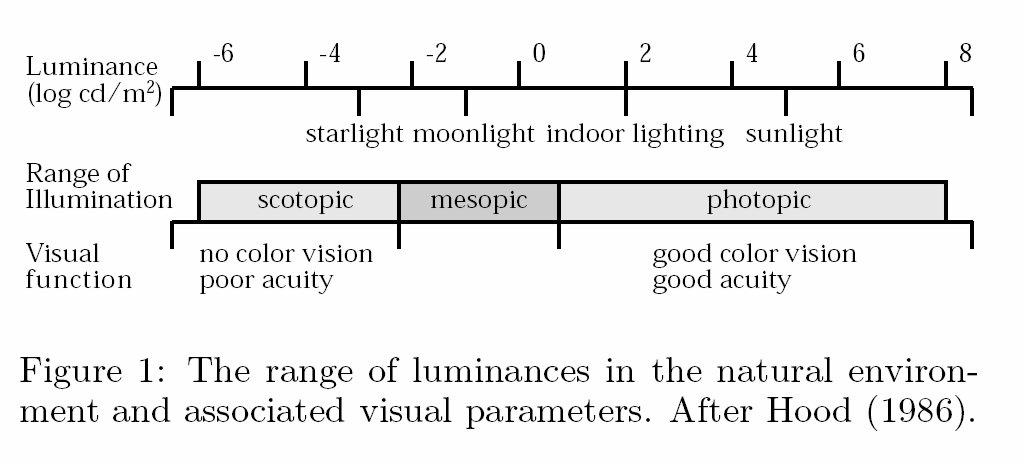 -6 -4 -2 0 2 4 6 8
Luminance
(log cd/m²)
starlight moonlight indoor lighting sunlight
Range of
Illumination
scotopic mesopic photopic
Visual
function
no color vision
poor acuity
good color vision
good acuity
Figure 1: The range of luminances in the natural environ-
ment and associated visual parameters. After Hood (1986).